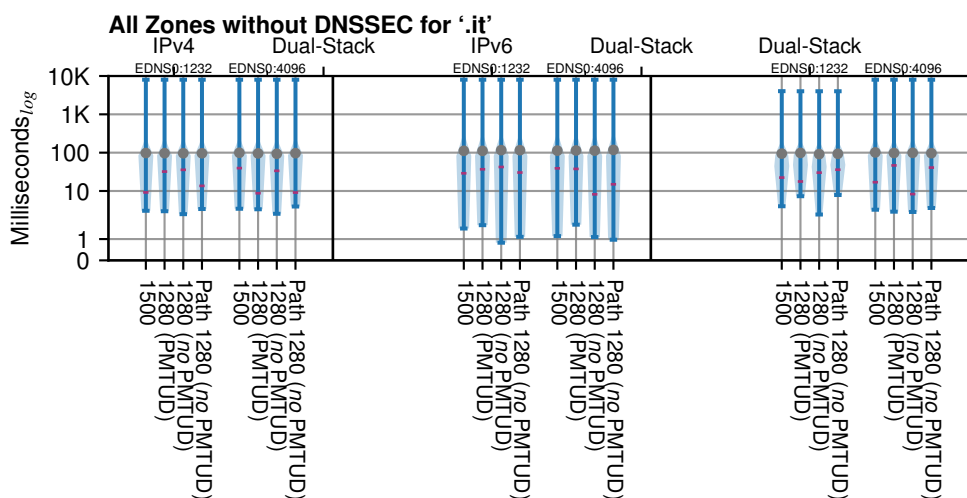 All Zones without DNSSEC for ‘.it’
IPv4 Dual-Stack IPv6 Dual-Stack Dual-Stack
EDNS0:1232 EDNS0:4096 EDNS0:1232 EDNS0:4096 EDNS0:1232 EDNS0:4096
Milliseconds log
10K
1K
100
10
1
0
1500
1280 (PMTUD)
1280 (no PMTUD)
Path 1280 (no PMTUD)
1500
1280 (PMTUD)
1280 (no PMTUD)
Path 1280 (no PMTUD)
1500
1280 (PMTUD)
1280 (no PMTUD)
Path 1280 (no PMTUD)
1500
1280 (PMTUD)
1280 (no PMTUD)
Path 1280 (no PMTUD)
1500
1280 (PMTUD)
1280 (no PMTUD)
Path 1280 (no PMTUD)
1500
1280 (PMTUD)
1280 (no PMTUD)
Path 1280 (no PMTUD)